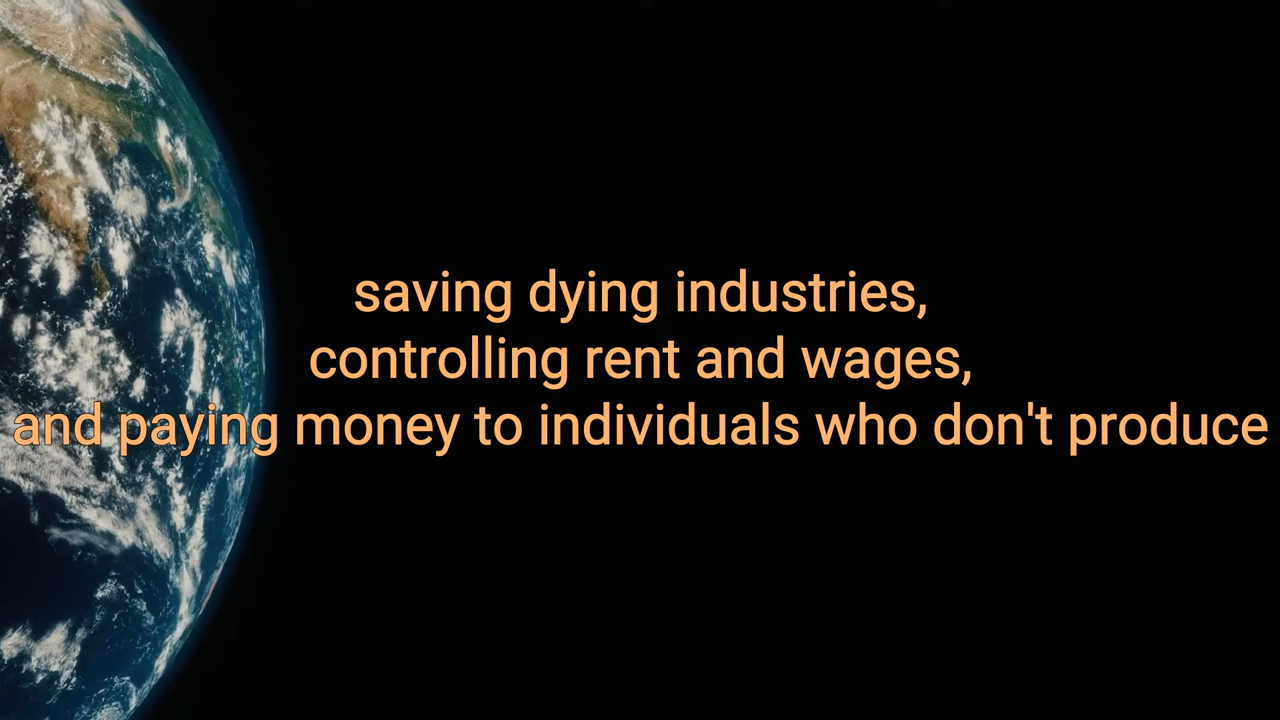 saving dying industries,
controlling rent and wages,
and paying money to individuals who don't produce